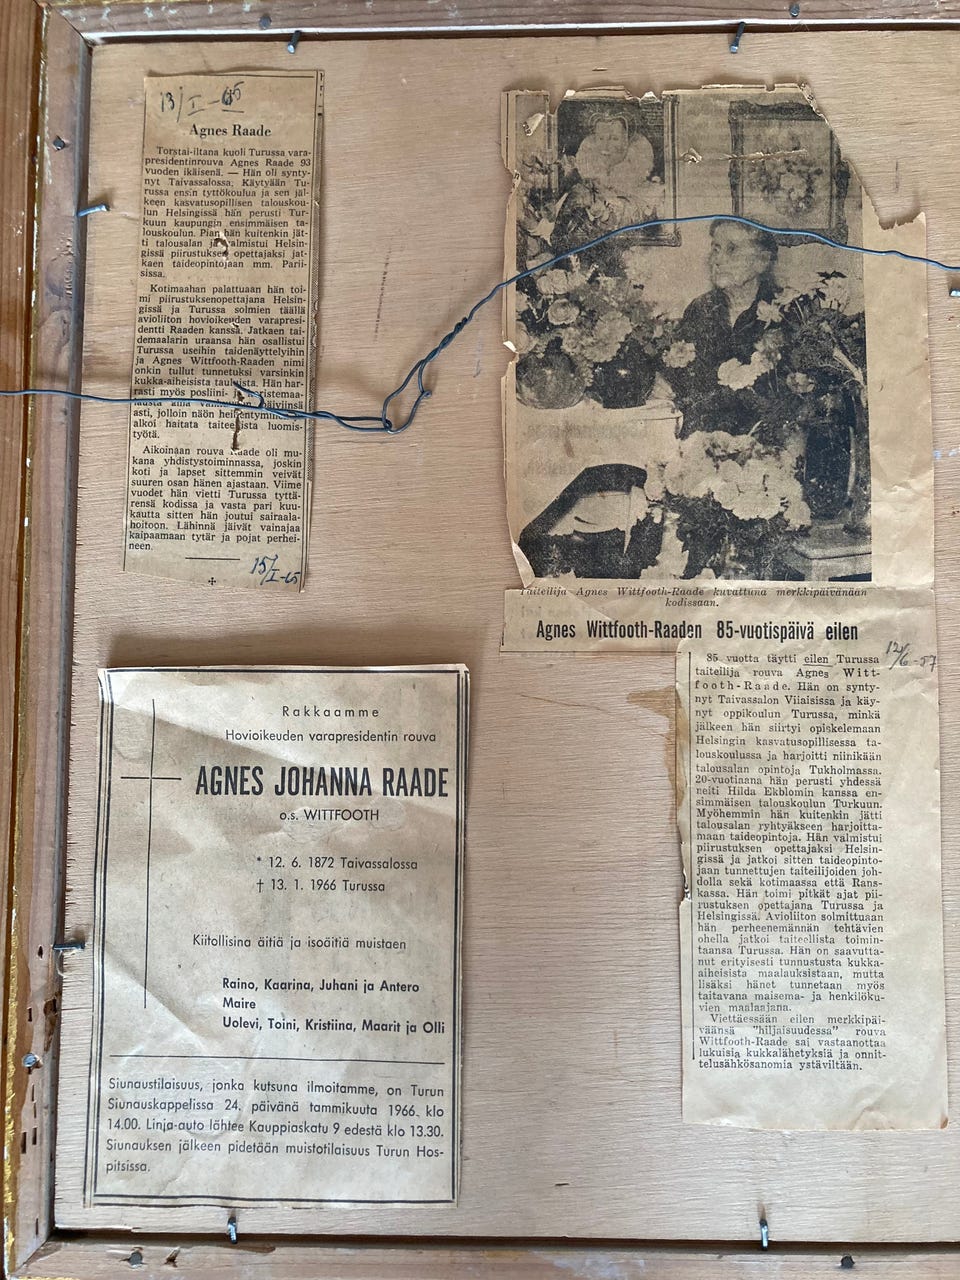 13/I-65
Agnes Raade
Torstai-iltana kuoli Turussa vara-
presidentinrouva Agnes Raade 93
vuoden ikäisenä. — Hän oli synty-
nyt Taivassalossa. Käytyään Tu-
russa ensin tyttökoulua ja sen jäl-
keen kasvatusopillisen talouskou-
lun Helsingissä hän perusti Tur-
kuun kaupungin ensimmäisen ta-
louskoulun. Pian hän kuitenkin jät-
ti talousalan ja valmistui Helsin-
gissä piirustuksen opettajaksi jat-
kaen taideopintojaan mm. Parii-
sissa.
Kotimaahan palattuaan hän toi-
mi piirustuksenopettajana Helsin-
gissä ja Turussa solmien täällä
avioliiton hovioikeuden varapresi-
dentti Raaden kanssa. Jatkaen tai-
demaalarin uraansa hän osallistui
Turussa useihin taidenäyttelyihin
ja Agnes Wittfooth-Raaden nimi
onkin tullut tunnetuksi varsinkin
kukka-aiheisista tauluista. Hän har-
rasti myös posliini- ja koristemaa-
lausta aina
asti, jolloin näön heikentyminen
alkoi haitata taiteellista luomis-
työtä.
Aikoinaan rouva Raade oli mu-
kana yhdistystoiminnassa, joskin
koti ja lapset sittemmin veivät
suuren osan hänen ajastaan. Viime
vuodet hän vietti Turussa tyttä-
rensä kodissa ja vasta pari kuu-
kautta sitten hän joutui sairaala-
hoitoon. Lähinnä jäivät vainajaa
kaipaamaan tytär ja pojat perhei-
neen.
15/I-65
Taiteilija Agnes Wittfooth-Raade kuvattuna merkkipäivänään
kodissaan.
Agnes Wittfooth-Raaden 85-vuotispäivä eilen
12/6-57
85 vuotta täytti eilen Turussa
taiteilija rouva Agnes Witt-
footh-Raade. Hän on synty-
nyt Taivassalon Viiaisissa ja käy-
nyt oppikoulun Turussa, minkä
jälkeen hän siirtyi opiskelemaan
Helsingin kasvatusopillisessa ta-
louskoulussa ja harjoitti niinikään
talousalan opintoja Tukholmassa.
20-vuotiaana hän perusti yhdessä
neiti Hilda Ekblomin kanssa en-
simmäisen talouskoulun Turkuun.
Myöhemmin hän kuitenkin jätti
talousalan ryhtyäkseen harjoitta-
maan taideopintoja. Hän valmistui
piirustuksen opettajaksi Helsin-
gissä ja jatkoi sitten taideopinto-
jaan tunnettujen taiteilijoiden joh-
dolla sekä kotimaassa että Rans-
kassa. Hän toimi pitkät ajat pii-
rustuksen opettajana Turussa ja
Helsingissä. Avioliiton solmittuaan
hän perheenemännän tehtävien
ohella jatkoi taiteellista toimin-
taansa Turussa. Hän on saavutta-
nut erityisesti tunnustusta kukka-
aiheisista maalauksistaan, mutta
lisäksi hänet tunnetaan myös
taitavana maisema- ja henkilöku-
vien maalaajana.
Viettäessään eilen merkkipäi-
väänsä "hiljaisuudessa" rouva
Wittfooth-Raade sai vastaanottaa
lukuisia kukkalähetyksiä ja onnit-
telusähkösanomia ystäviltään.
Rakkaamme
Hovioikeuden varapresidentin rouva
AGNES JOHANNA RAADE
o.s. WITTFOOTH
* 12. 6. 1872 Taivassalossa
† 13. 1. 1966 Turussa
Kiitollisina äitiä ja isoäitiä muistaen
Raino, Kaarina, Juhani ja Antero
Maire
Uolevi, Toini, Kristiina, Maarit ja Olli
Siunaustilaisuus, jonka kutsuna ilmoitamme, on Turun
Siunauskappelissa 24. päivänä tammikuuta 1966 klo
14.00. Linja-auto lähtee Kauppiaskatu 9 edestä klo 13.30.
Siunauksen jälkeen pidetään muistotilaisuus Turun Hos-
pitsissa.